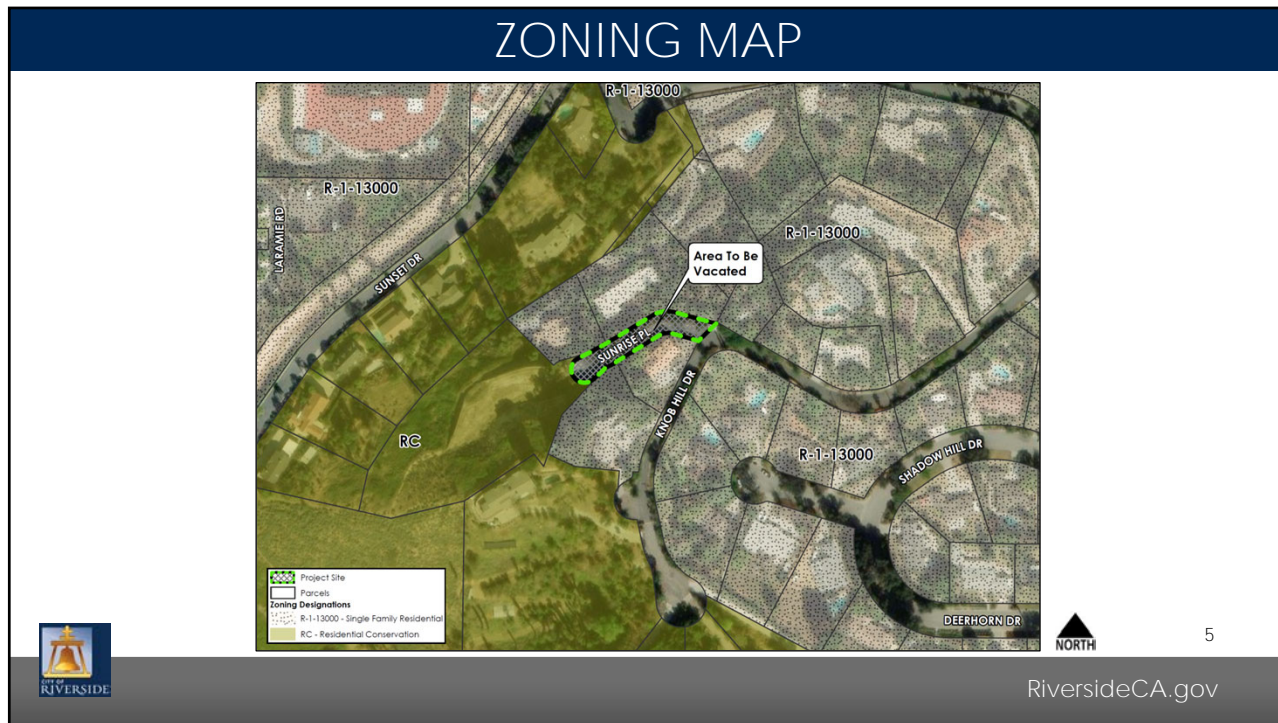 ZONING MAP
R-1-13000
R-1-13000
LARAMIE RD
SUNSET DR
R-1-13000
Area To Be
Vacated
SUNRISE PL
KNOB HILL DR
RC
R-1-13000
SHADOW HILL DR
DEERHORN DR
Project Site
Parcels
Zoning Designations
R-1-13000 - Single Family Residential
RC - Residential Conservation
NORTH
5
CITY OF
RIVERSIDE
RiversideCA.gov